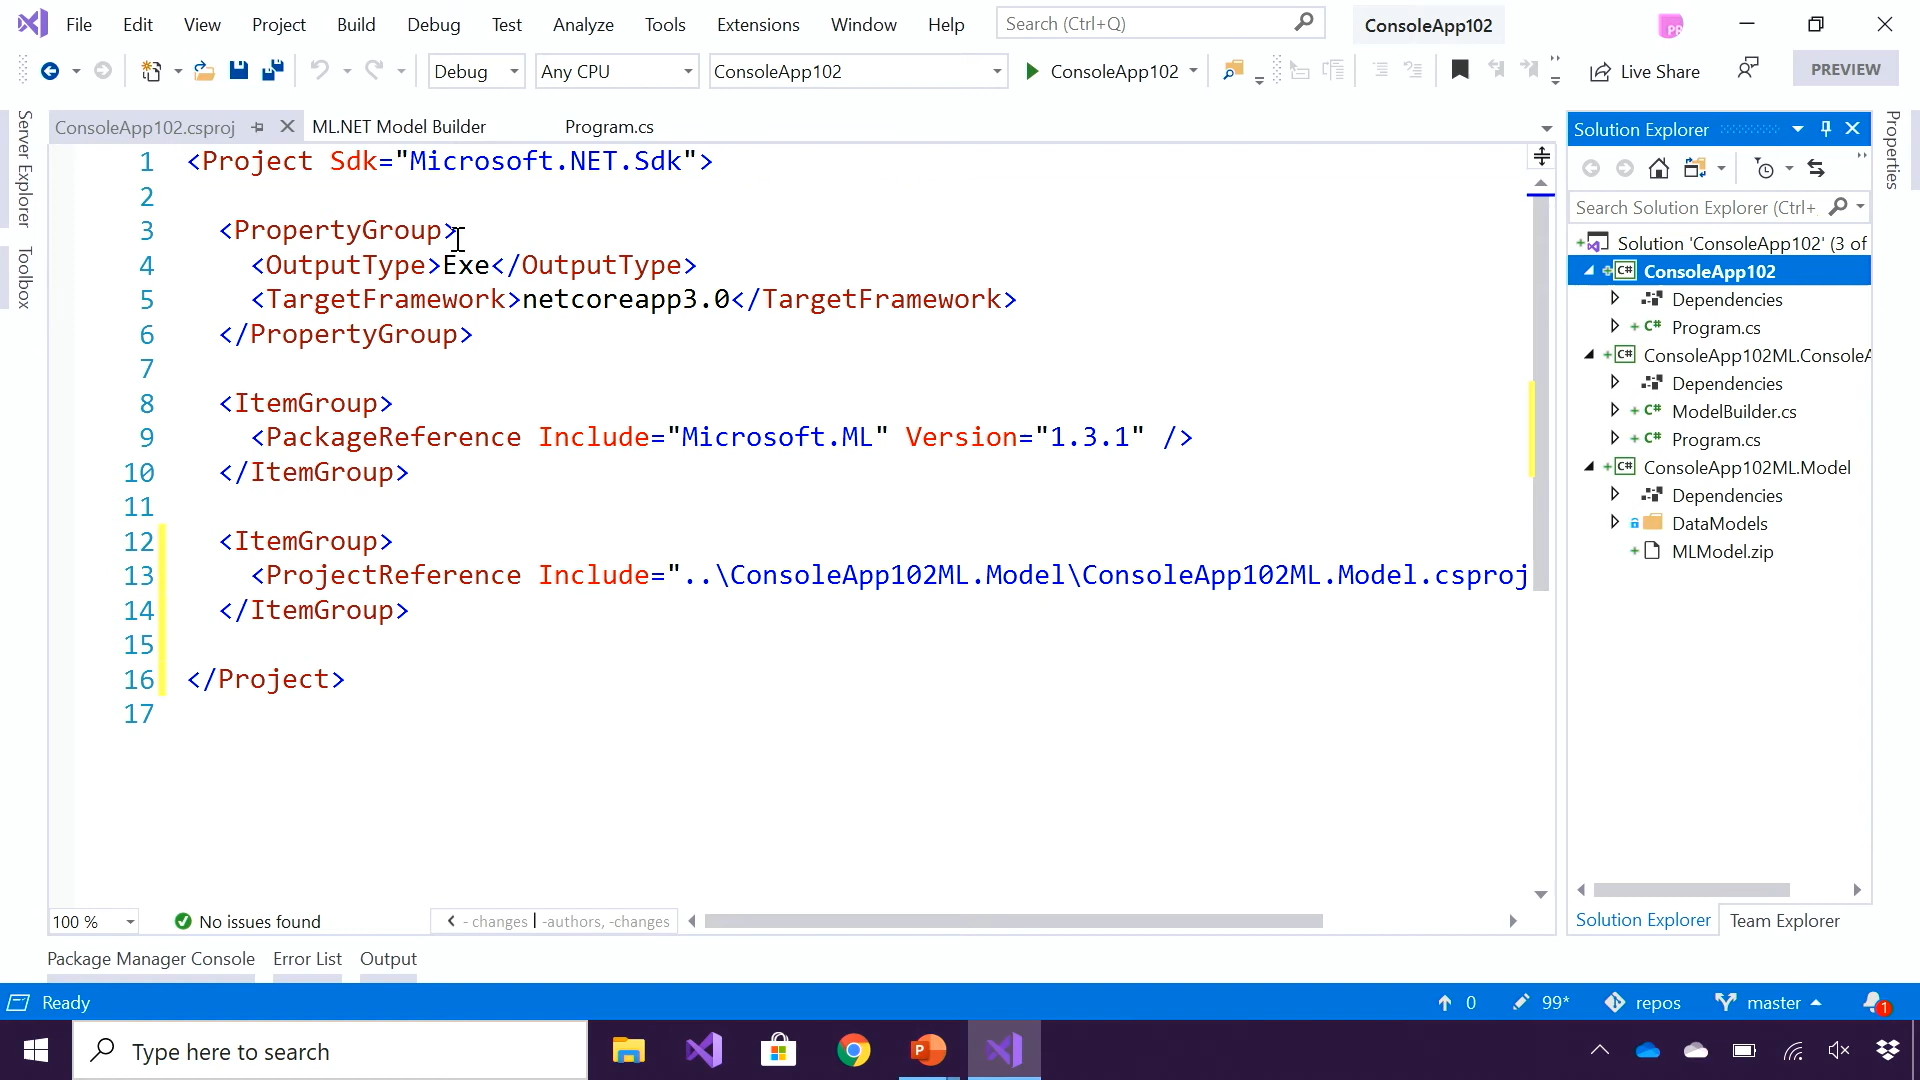 File Edit View Project Build Debug Test Analyze Tools Extensions Window Help Search (Ctrl+Q) ConsoleApp102 PR
Debug Any CPU ConsoleApp102 ConsoleApp102 Live Share PREVIEW
Server Explorer
Toolbox
ConsoleApp102.csproj ML.NET Model Builder Program.cs
1 <Project Sdk="Microsoft.NET.Sdk">
2
3 <PropertyGroup>
4 <OutputType>Exe</OutputType>
5 <TargetFramework>netcoreapp3.0</TargetFramework>
6 </PropertyGroup>
7
8 <ItemGroup>
9 <PackageReference Include="Microsoft.ML" Version="1.3.1" />
10 </ItemGroup>
11
12 <ItemGroup>
13 <ProjectReference Include="..\ConsoleApp102ML.Model\ConsoleApp102ML.Model.csproj
14 </ItemGroup>
15
16 </Project>
17
100 % No issues found - changes | -authors, -changes
Package Manager Console Error List Output
Solution Explorer
Search Solution Explorer (Ctrl+
Solution 'ConsoleApp102' (3 of
C# ConsoleApp102
Dependencies
C# Program.cs
C# ConsoleApp102ML.ConsoleA
Dependencies
C# ModelBuilder.cs
C# Program.cs
C# ConsoleApp102ML.Model
Dependencies
DataModels
MLModel.zip
Solution Explorer Team Explorer
Properties
Ready 0 99* repos master 1
Type here to search P